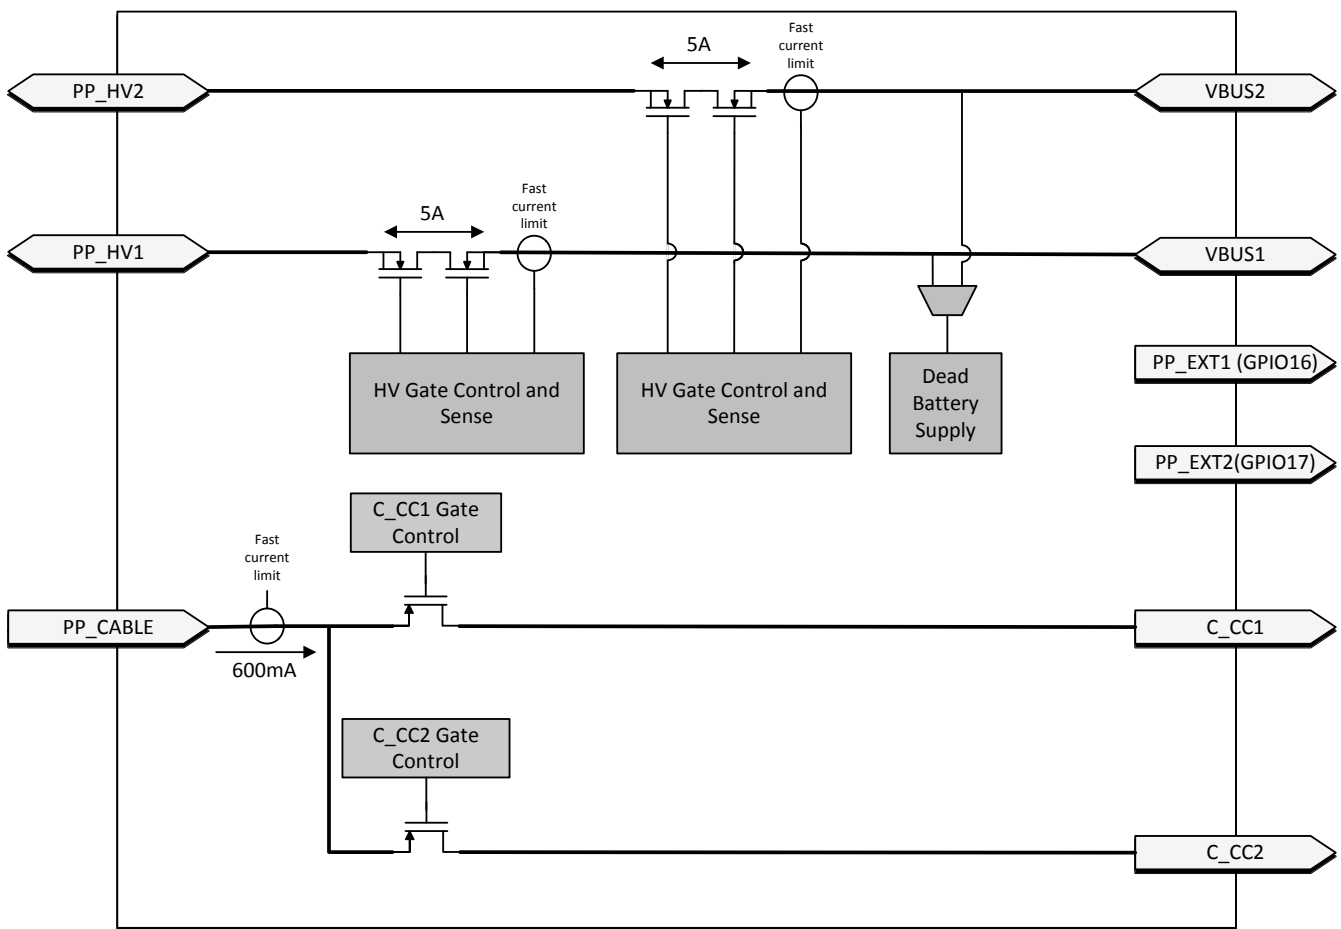 Fast
current
limit
5A
PP_HV2
VBUS2
Fast
current
limit
5A
PP_HV1
VBUS1
PP_EXT1 (GPIO16)
HV Gate Control and
Sense
HV Gate Control and
Sense
Dead
Battery
Supply
PP_EXT2(GPIO17)
C_CC1 Gate
Control
Fast
current
limit
PP_CABLE
C_CC1
600mA
C_CC2 Gate
Control
C_CC2